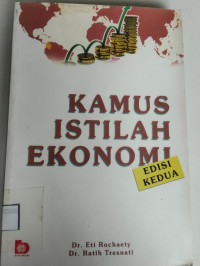 KAMUS
ISTILAH
EKONOMI
EDISI
KEDUA
Dr. Eti Rochaety
Dr. Ratih Tresnati